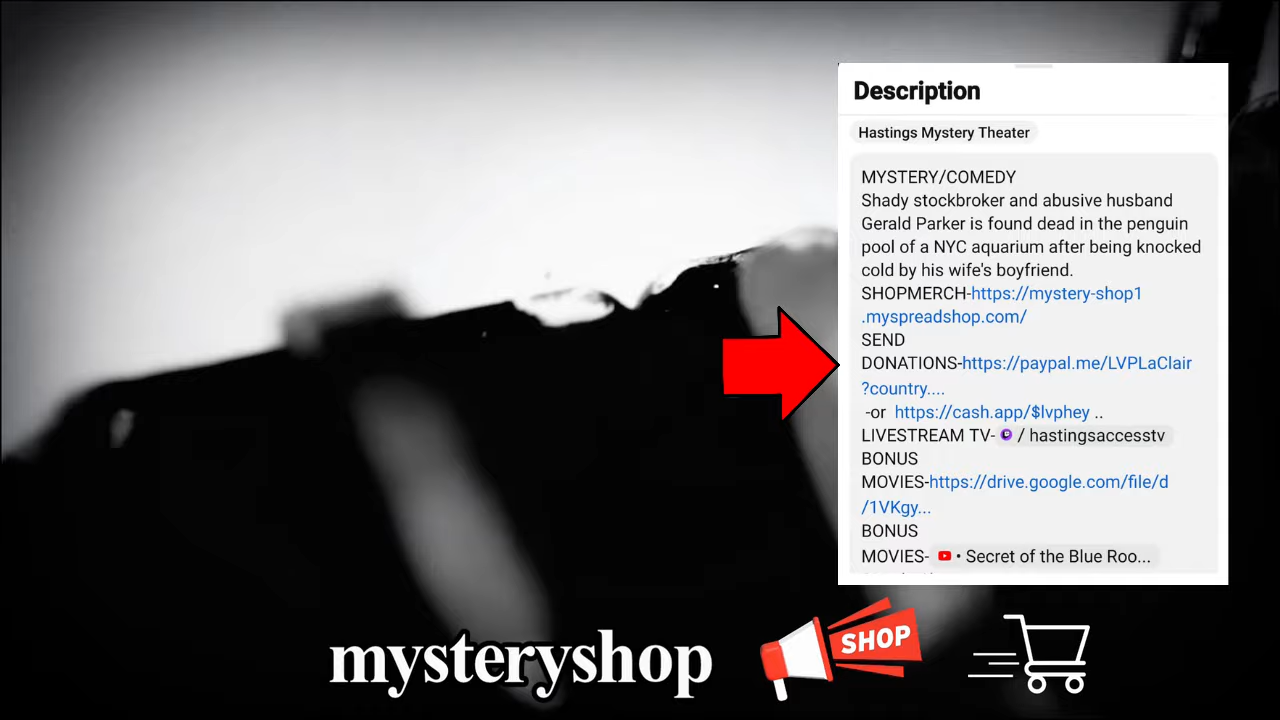 Description
Hastings Mystery Theater
MYSTERY/COMEDY
Shady stockbroker and abusive husband
Gerald Parker is found dead in the penguin
pool of a NYC aquarium after being knocked
cold by his wife's boyfriend.
SHOPMERCH-https://mystery-shop1
.myspreadshop.com/
SEND
DONATIONS-https://paypal.me/LVPLaClair
?country....
-or https://cash.app/$lvphey ..
LIVESTREAM TV- / hastingsaccesstv
BONUS
MOVIES-https://drive.google.com/file/d
/1VKgy...
BONUS
MOVIES- • Secret of the Blue Roo...
mysteryshop
SHOP